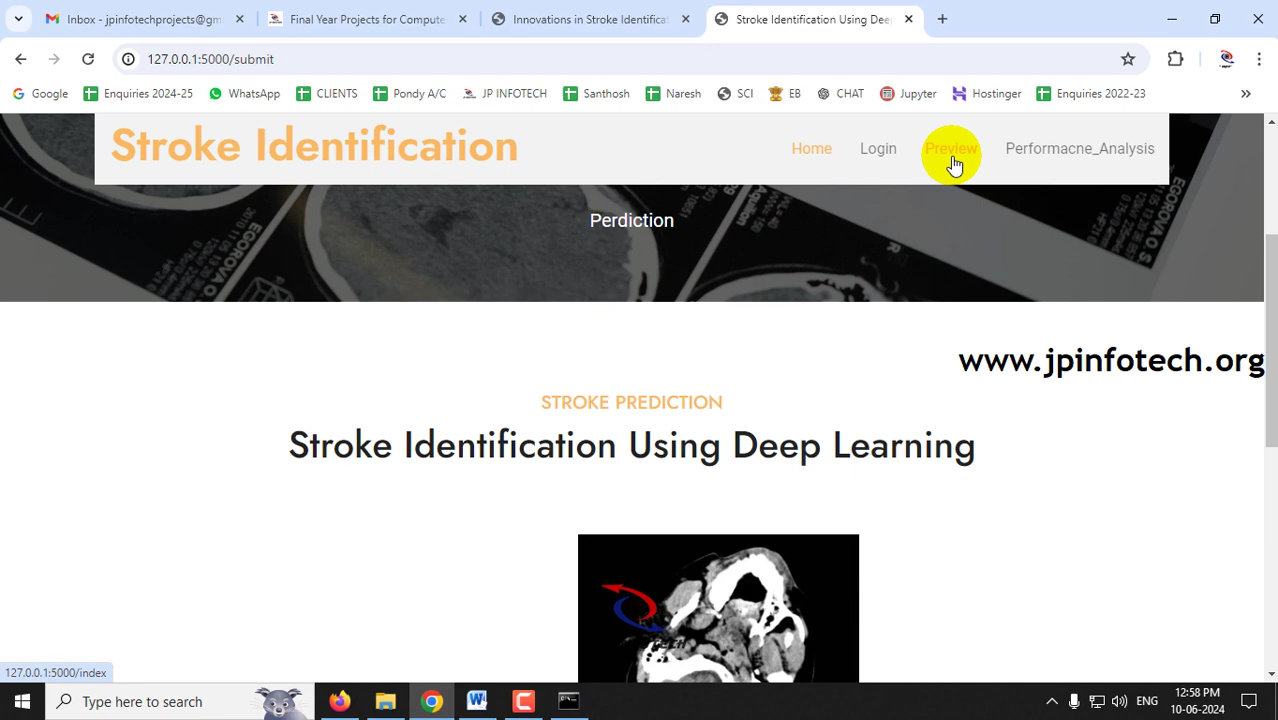 Inbox - jpinfotechprojects@gm
Final Year Projects for Compute
Innovations in Stroke Identificat
Stroke Identification Using Dee
127.0.0.1:5000/submit
Google
Enquiries 2024-25
WhatsApp
CLIENTS
Pondy A/C
JP INFOTECH
Santhosh
Naresh
SCI
EB
CHAT
Jupyter
Hostinger
Enquiries 2022-23
Stroke Identification
Home
Login
Preview
Performacne_Analysis
Perdiction
www.jpinfotech.org
STROKE PREDICTION
Stroke Identification Using Deep Learning
127.0.0.1:5000/index
Type here to search
ENG
12:58 PM
10-06-2024